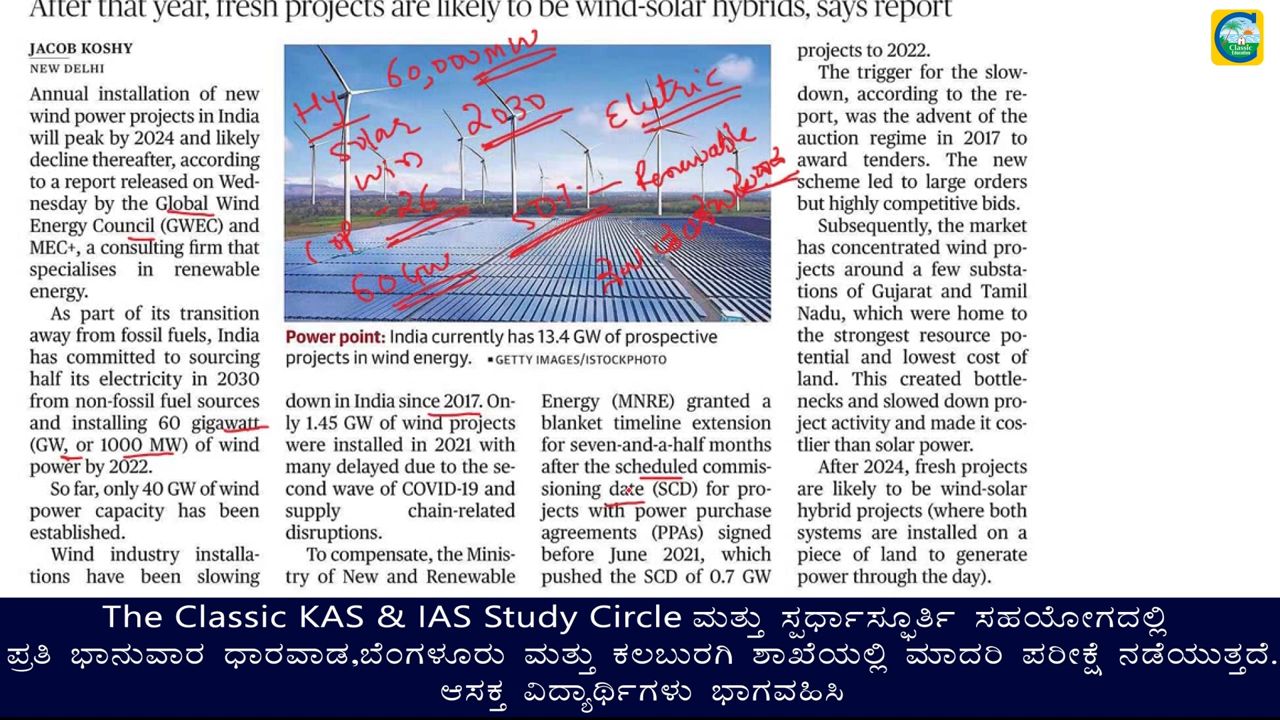 After that year, fresh projects are likely to be wind-solar hybrids, says report
JACOB KOSHY
NEW DELHI
Annual installation of new
wind power projects in India
will peak by 2024 and likely
decline thereafter, according
to a report released on Wed-
nesday by the Global Wind
Energy Council (GWEC) and
MEC+, a consulting firm that
specialises in renewable
energy.
As part of its transition
away from fossil fuels, India
has committed to sourcing
half its electricity in 2030
from non-fossil fuel sources
and installing 60 gigawatt
(GW, or 1000 MW) of wind
power by 2022.
So far, only 40 GW of wind
power capacity has been
established.
Wind industry installa-
tions have been slowing
60,000MW
Hy
Solar
Wind
2030
Eletric
Cop - 26
50%. - Renewable
60GW
Power point: India currently has 13.4 GW of prospective
projects in wind energy. ▪GETTY IMAGES/ISTOCKPHOTO
down in India since 2017. On-
ly 1.45 GW of wind projects
were installed in 2021 with
many delayed due to the se-
cond wave of COVID-19 and
supply chain-related
disruptions.
To compensate, the Minis-
try of New and Renewable
Energy (MNRE) granted a
blanket timeline extension
for seven-and-a-half months
after the scheduled commis-
sioning date (SCD) for pro-
jects with power purchase
agreements (PPAs) signed
before June 2021, which
pushed the SCD of 0.7 GW
projects to 2022.
The trigger for the slow-
down, according to the re-
port, was the advent of the
auction regime in 2017 to
award tenders. The new
scheme led to large orders
but highly competitive bids.
Subsequently, the market
has concentrated wind pro-
jects around a few substa-
tions of Gujarat and Tamil
Nadu, which were home to
the strongest resource po-
tential and lowest cost of
land. This created bottle-
necks and slowed down pro-
ject activity and made it cos-
tlier than solar power.
After 2024, fresh projects
are likely to be wind-solar
hybrid projects (where both
systems are installed on a
piece of land to generate
power through the day).
Classic
Education
The Classic KAS & IAS Study Circle ಮತ್ತು ಸ್ಪರ್ಧಾಸ್ಫೂರ್ತಿ ಸಹಯೋಗದಲ್ಲಿ
ಪ್ರತಿ ಭಾನುವಾರ ಧಾರವಾಡ,ಬೆಂಗಳೂರು ಮತ್ತು ಕಲಬುರಗಿ ಶಾಖೆಯಲ್ಲಿ ಮಾದರಿ ಪರೀಕ್ಷೆ ನಡೆಯುತ್ತದೆ.
ಆಸಕ್ತ ವಿದ್ಯಾರ್ಥಿಗಳು ಭಾಗವಹಿಸಿ